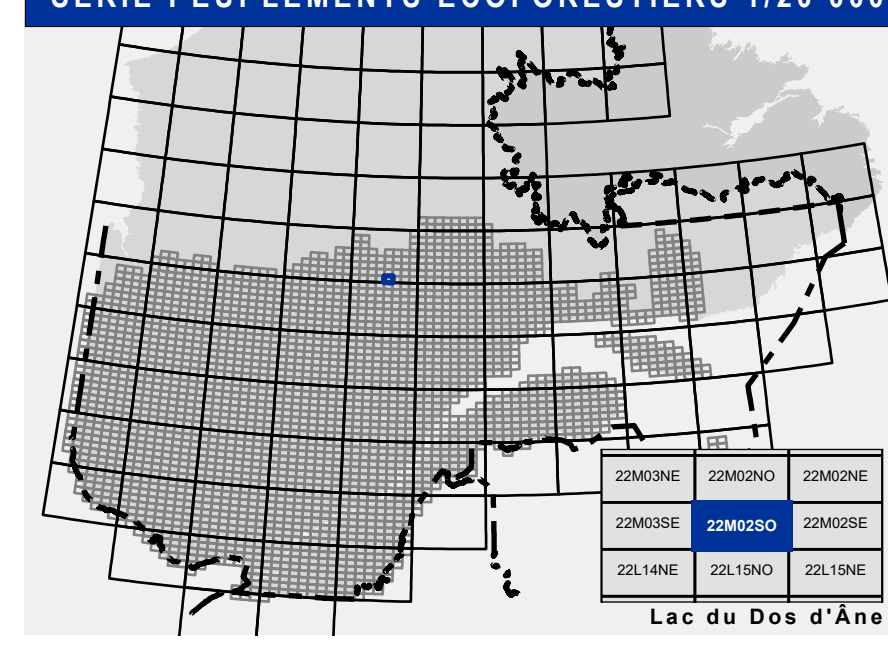 SÉRIE PEUPLEMENTS ÉCOFORESTIERS 1/20 000
22M03NE 22M02NO 22M02NE
22M03SE 22M02SO 22M02SE
22L14NE 22L15NO 22L15NE
Lac du Dos d'Âne